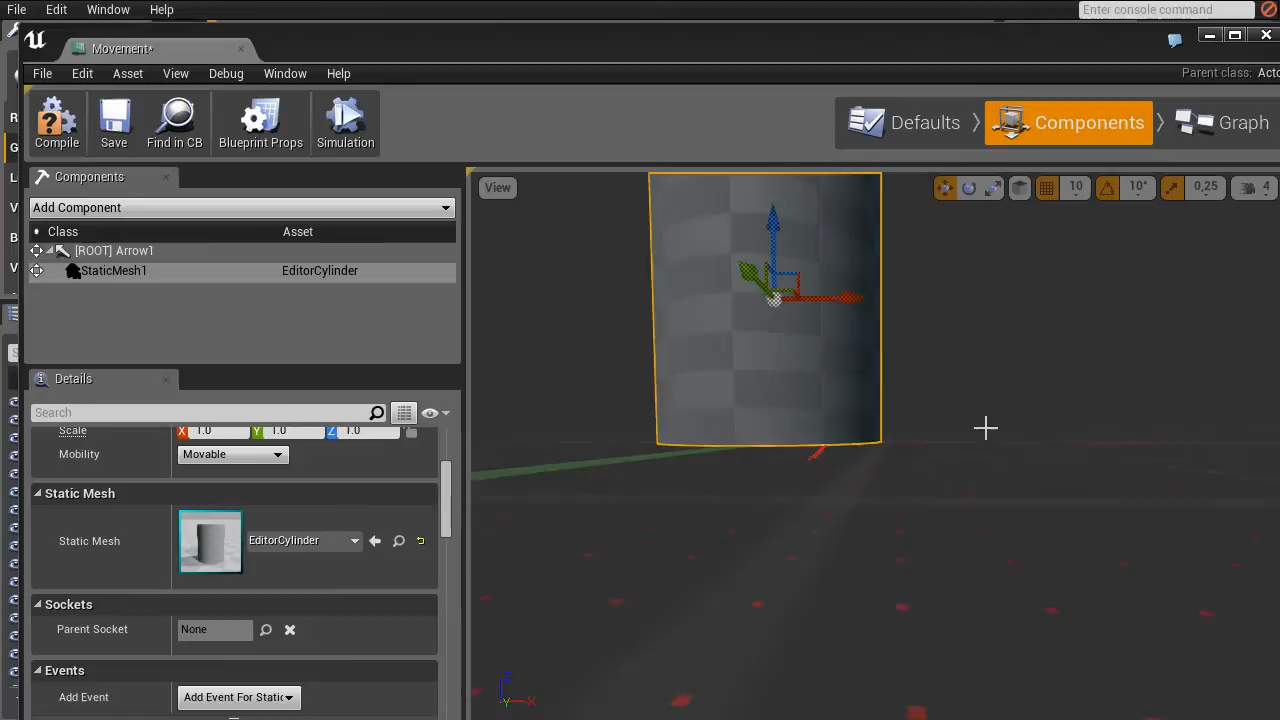 File Edit Window Help Enter console command
Movement*
File Edit Asset View Debug Window Help Parent class: Acto
Compile Save Find in CB Blueprint Props Simulation Defaults Components Graph
Components
View 10 10° 0,25 4
Add Component
Class Asset
[ROOT] Arrow1
StaticMesh1 EditorCylinder
Details
Search
Scale X 1.0 Y 1.0 Z 1.0
Mobility Movable
Static Mesh
Static Mesh EditorCylinder
Sockets
Parent Socket None
Events
Add Event Add Event For Static
Z
Y X